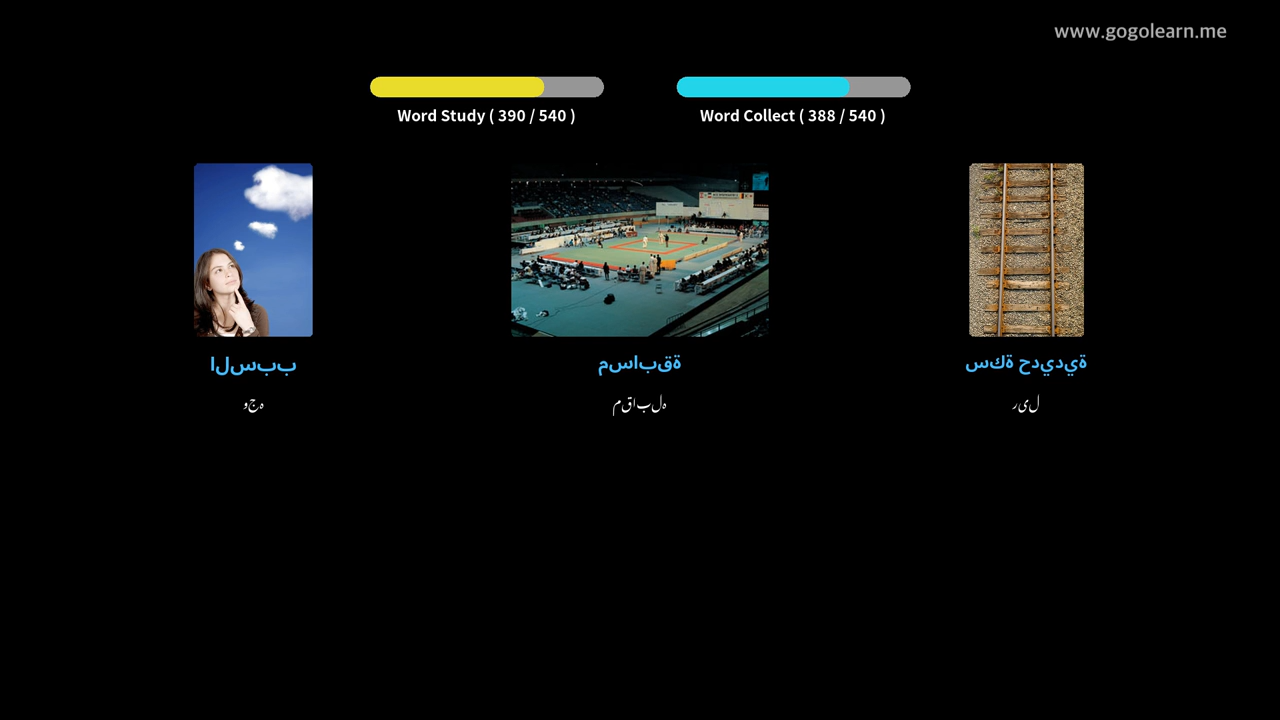 www.gogolearn.me
Word Study ( 390 / 540 )
Word Collect ( 388 / 540 )
السبب
مسابقة
سكة حديدية
وجہ
مقابلہ
ریل